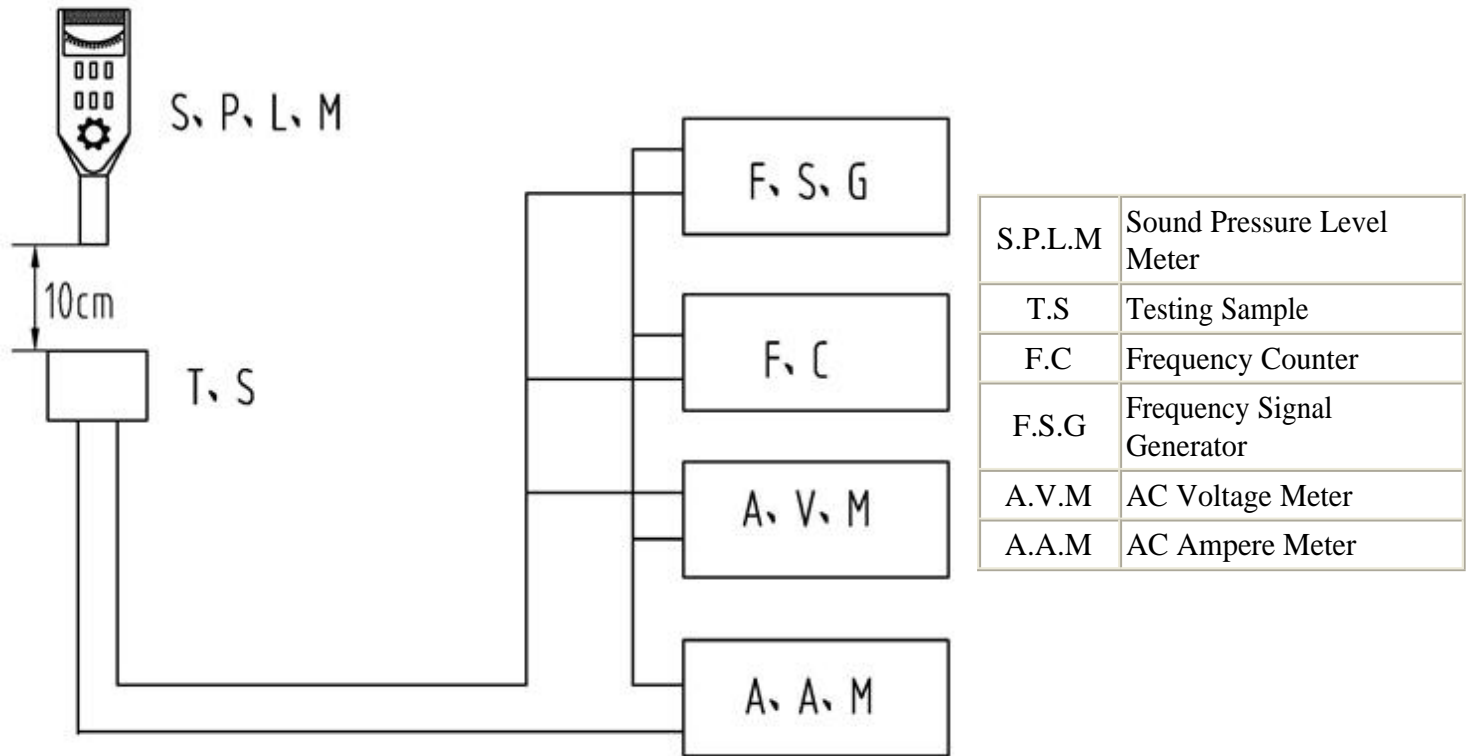 S、P、L、M
10cm
T、S
F、S、G
F、C
A、V、M
A、A、M
S.P.L.M Sound Pressure Level
Meter
T.S Testing Sample
F.C Frequency Counter
F.S.G Frequency Signal
Generator
A.V.M AC Voltage Meter
A.A.M AC Ampere Meter